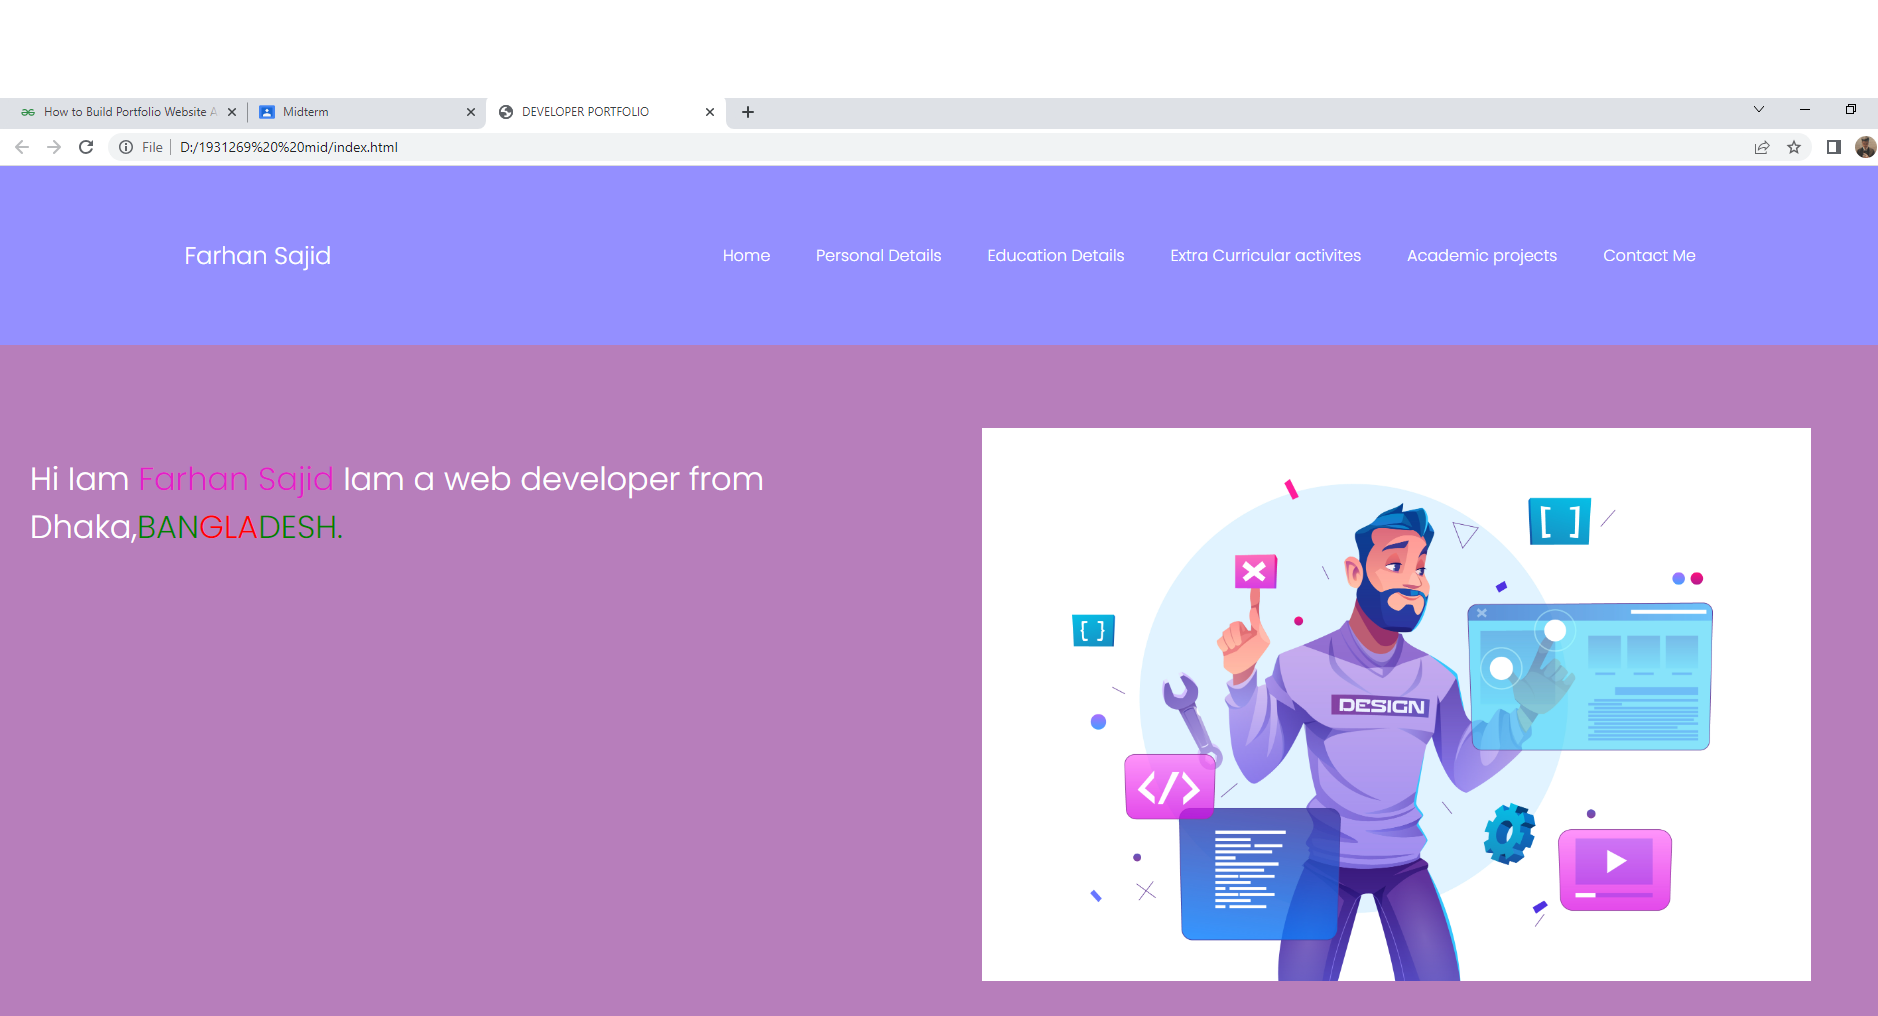 How to Build Portfolio Website
Midterm
DEVELOPER PORTFOLIO
File
D:/1931269%20%20mid/index.html
Farhan Sajid
Home
Personal Details
Education Details
Extra Curricular activites
Academic projects
Contact Me
Hi Iam Farhan Sajid Iam a web developer from
Dhaka,BANGLADESH.
[ ]
{ }
DESIGN
</>